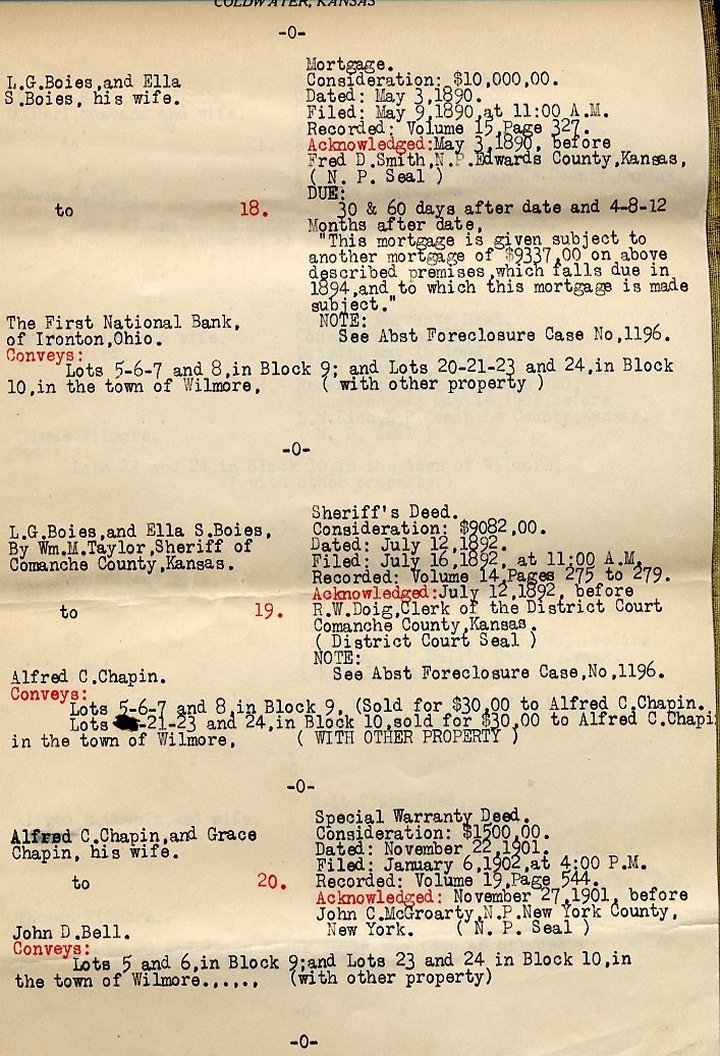 COLDWATER, KANSAS
-0-
Mortgage.
L.G.Boies,and Ella
S.Boies, his wife.
Consideration: $10,000,00.
Dated: May 3,1890.
Filed: May 9,1890,at 11:00 A.M.
Recorded: Volume 15,Page 327.
Acknowledged:May 3,1890, before
Fred D.Smith,N.P.Edwards County,Kansas,
( N. P. Seal )
DUE:
to 18. 30 & 60 days after date and 4-8-12
Months after date,
"This mortgage is given subject to
another mortgage of $9337,00 on above
described premises,which falls due in
1894,and to which this mortgage is made
subject."
The First National Bank,
of Ironton,Ohio.
NOTE:
See Abst Foreclosure Case No,1196.
Conveys:
Lots 5-6-7 and 8,in Block 9; and Lots 20-21-23 and 24,in Block
10,in the town of Wilmore, ( with other property )
-0-
Sheriff's Deed.
L.G.Boies,and Ella S.Boies,
By Wm.M.Taylor,Sheriff of
Comanche County,Kansas.
Consideration: $9082,00.
Dated: July 12,1892.
Filed: July 16,1892, at 11:00 A.M.
Recorded: Volume 14,Pages 275 to 279.
Acknowledged:July 12,1892, before
to 19. R.W.Doig,Clerk of the District Court
Comanche County,Kansas.
( District Court Seal )
NOTE:
Alfred C.Chapin. See Abst Foreclosure Case,No,1196.
Conveys:
Lots 5-6-7 and 8,in Block 9, (Sold for $30,00 to Alfred C.Chapin.
Lots -21-23 and 24,in Block 10,sold for $30,00 to Alfred C.Chapi
in the town of Wilmore, ( WITH OTHER PROPERTY )
-0-
Special Warranty Deed.
Alfred C.Chapin,and Grace
Chapin, his wife.
Consideration: $1500,00.
Dated: November 22,1901.
Filed: January 6,1902,at 4:00 P.M.
to 20. Recorded: Volume 19,Page 544.
Acknowledged: November 27,1901, before
John C.McGroarty,N.P.New York County,
New York. ( N. P. Seal )
John D.Bell.
Conveys:
Lots 5 and 6,in Block 9;and Lots 23 and 24 in Block 10,in
the town of Wilmore.,.,., (with other property)
-0-